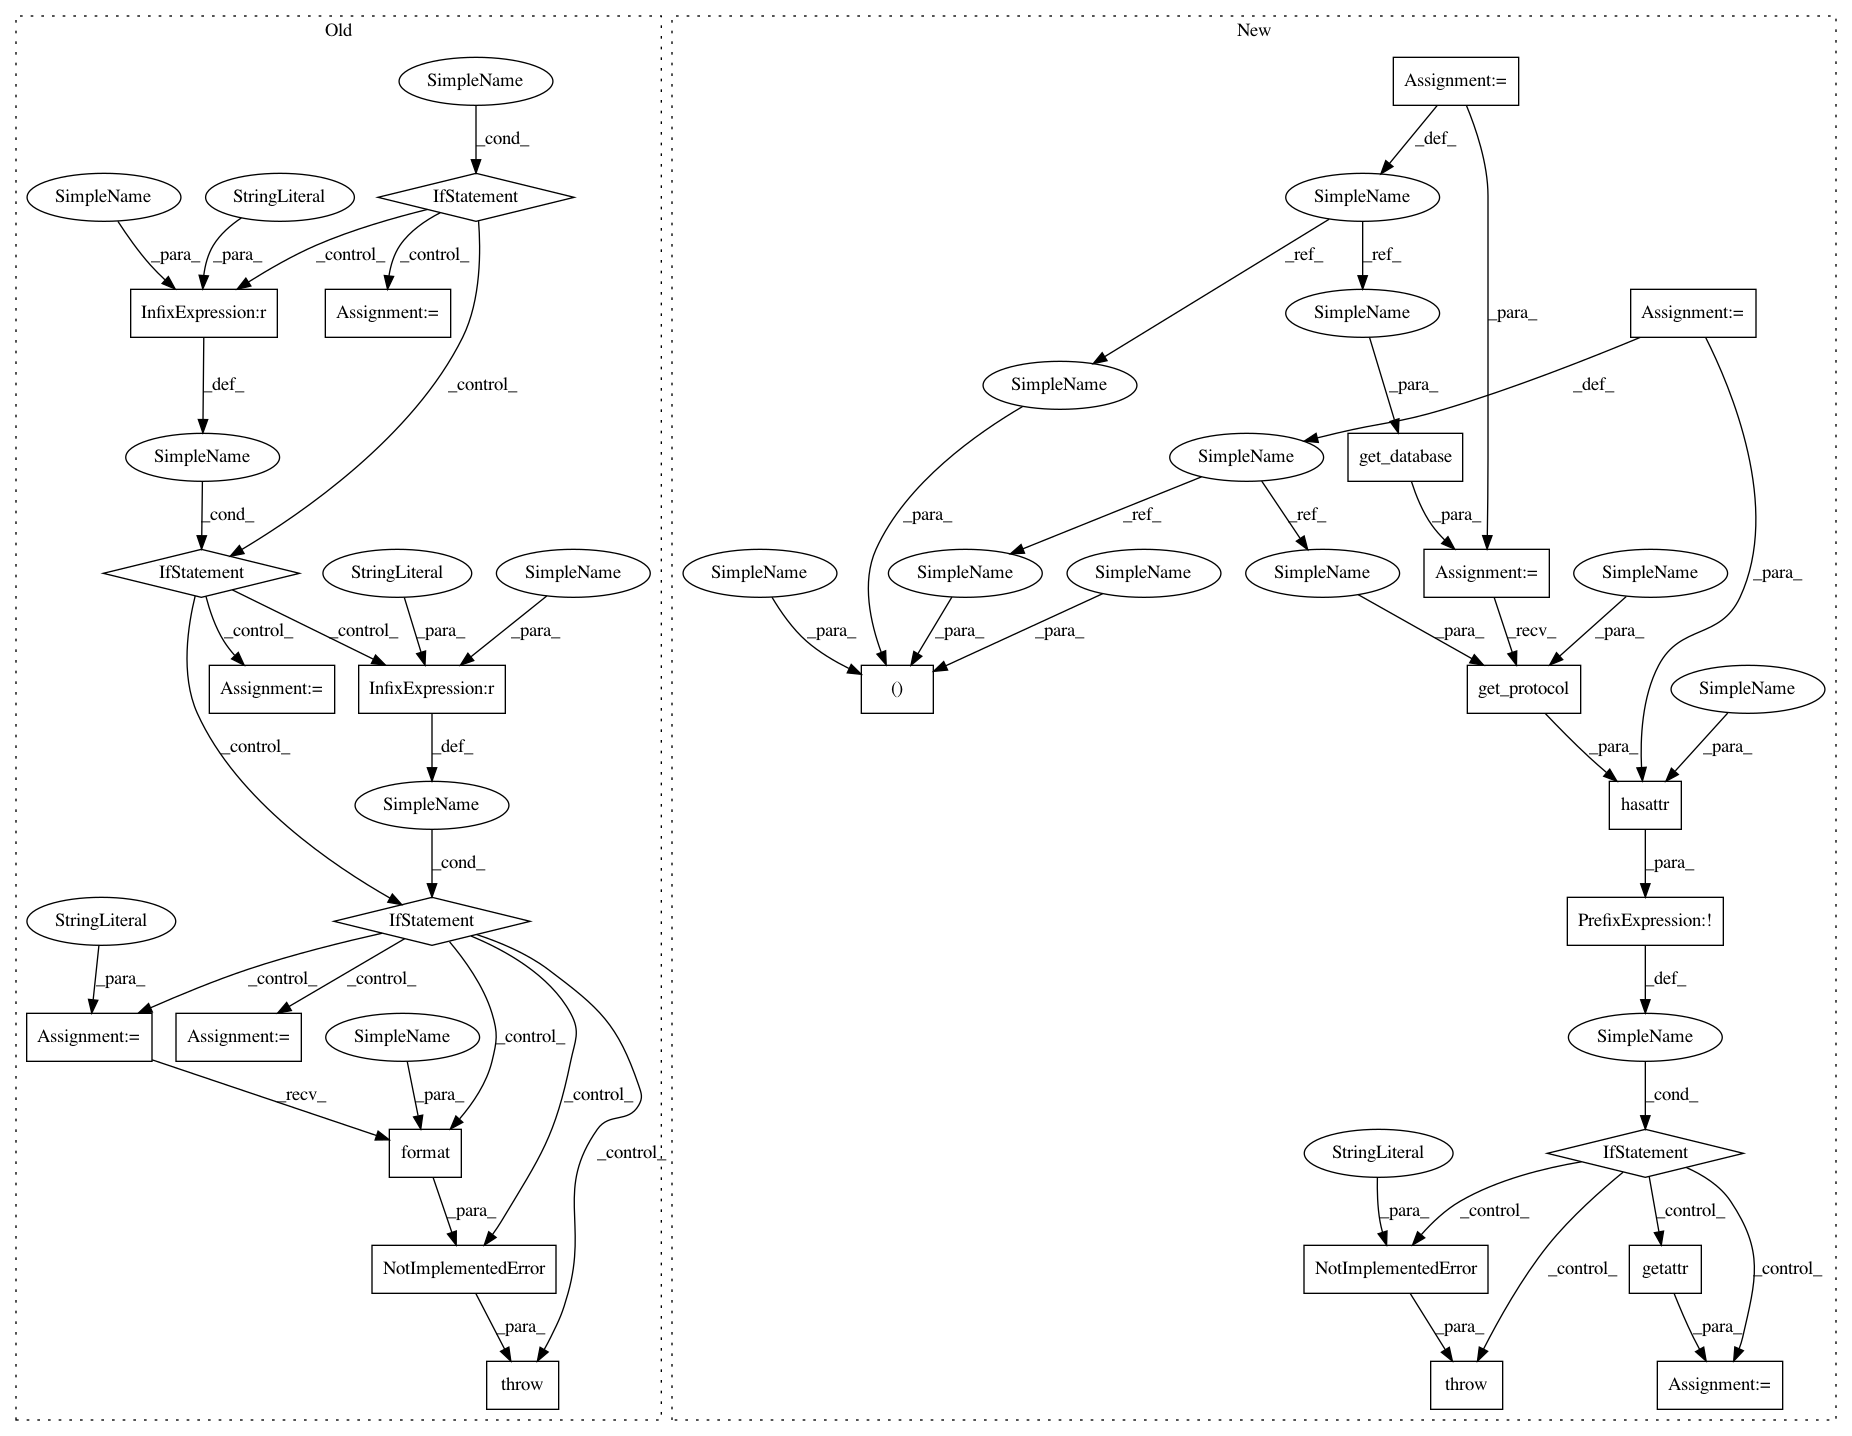 Old
New
SimpleName
Assignment:=
_cond_
_def_
SimpleName
StringLiteral
IfStatement
SimpleName
_para_
_para_
_control_
_control_
_ref_
_ref_
InfixExpression:r
Assignment:=
SimpleName
_para_
Assignment:=
_def_
_control_
SimpleName
_para_
_def_
SimpleName
SimpleName
get_database
_cond_
_para_
_ref_
_ref_
_para_
IfStatement
StringLiteral
SimpleName
SimpleName
SimpleName
SimpleName
SimpleName
Assignment:=
SimpleName
_para_
_control_
_control_
_para_
_para_
_para_
_para_
_para_
_para_
_recv_
_para_
Assignment:=
InfixExpression:r
()
get_protocol
SimpleName
_control_
_def_
_para_
_para_
SimpleName
hasattr
_cond_
_para_
StringLiteral
IfStatement
PrefixExpression:!
_para_
_control_
_control_
_def_
Assignment:=
Assignment:=
SimpleName
_control_
SimpleName
_recv_
_para_
_control_
_cond_
format
_control_
StringLiteral
IfStatement
_para_
_para_
_control_
_control_
NotImplementedError
NotImplementedError
getattr
_control_
_control_
_para_
_para_
_para_
throw
throw
Assignment:=